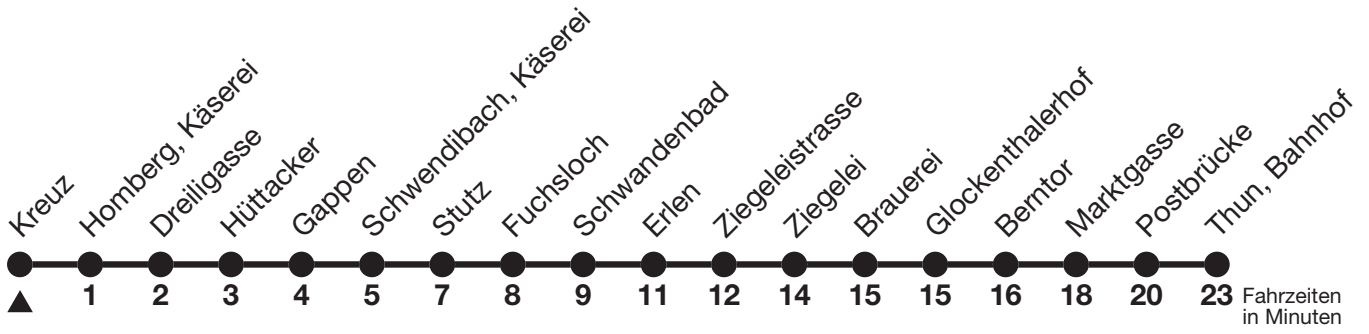 Kreuz
Homberg, Käserei
Dreiligasse
Hüttacker
Gappen
Schwendibach, Käserei
Stutz
Fuchsloch
Schwandenbad
Erlen
Ziegeleistrasse
Ziegelei
Brauerei
Glockenthalerhof
Berntor
Marktgasse
Postbrücke
Thun, Bahnhof
1 2 3 4 5 7 8 9 11 12 14 15 15 16 18 20 23 Fahrzeiten
in Minuten